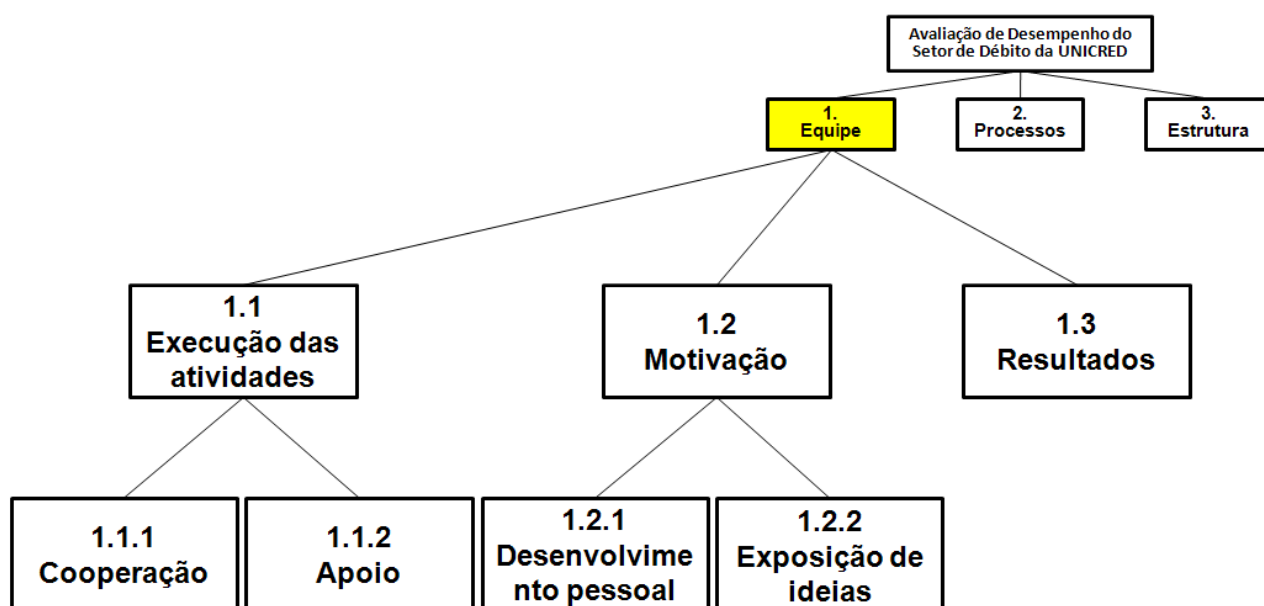 Avaliação de Desempenho do
Setor de Débito da UNICRED
1.
Equipe
2.
Processos
3.
Estrutura
1.1
Execução das
atividades
1.2
Motivação
1.3
Resultados
1.1.1
Cooperação
1.1.2
Apoio
1.2.1
Desenvolvime
nto pessoal
1.2.2
Exposição de
ideias